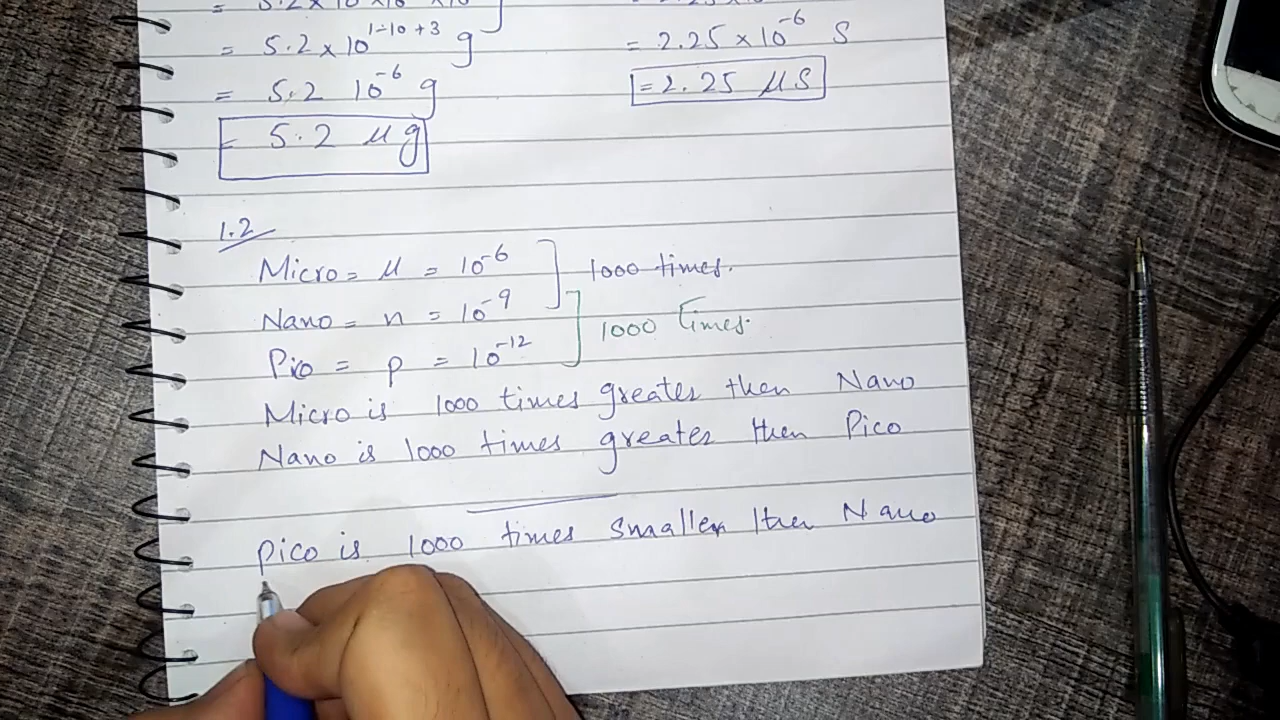 = 5.2 × 10^(1-10+3) g
= 5.2 10^-6 g
= 5.2 μg
= 2.25 × 10^-6 S
= 2.25 μS
1.2
Micro = μ = 10^-6
1000 times.
Nano = n = 10^-9
1000 times.
Pico = p = 10^-12
Micro is 1000 times greater then Nano
Nano is 1000 times greater then Pico
Pico is 1000 times smaller then Nano